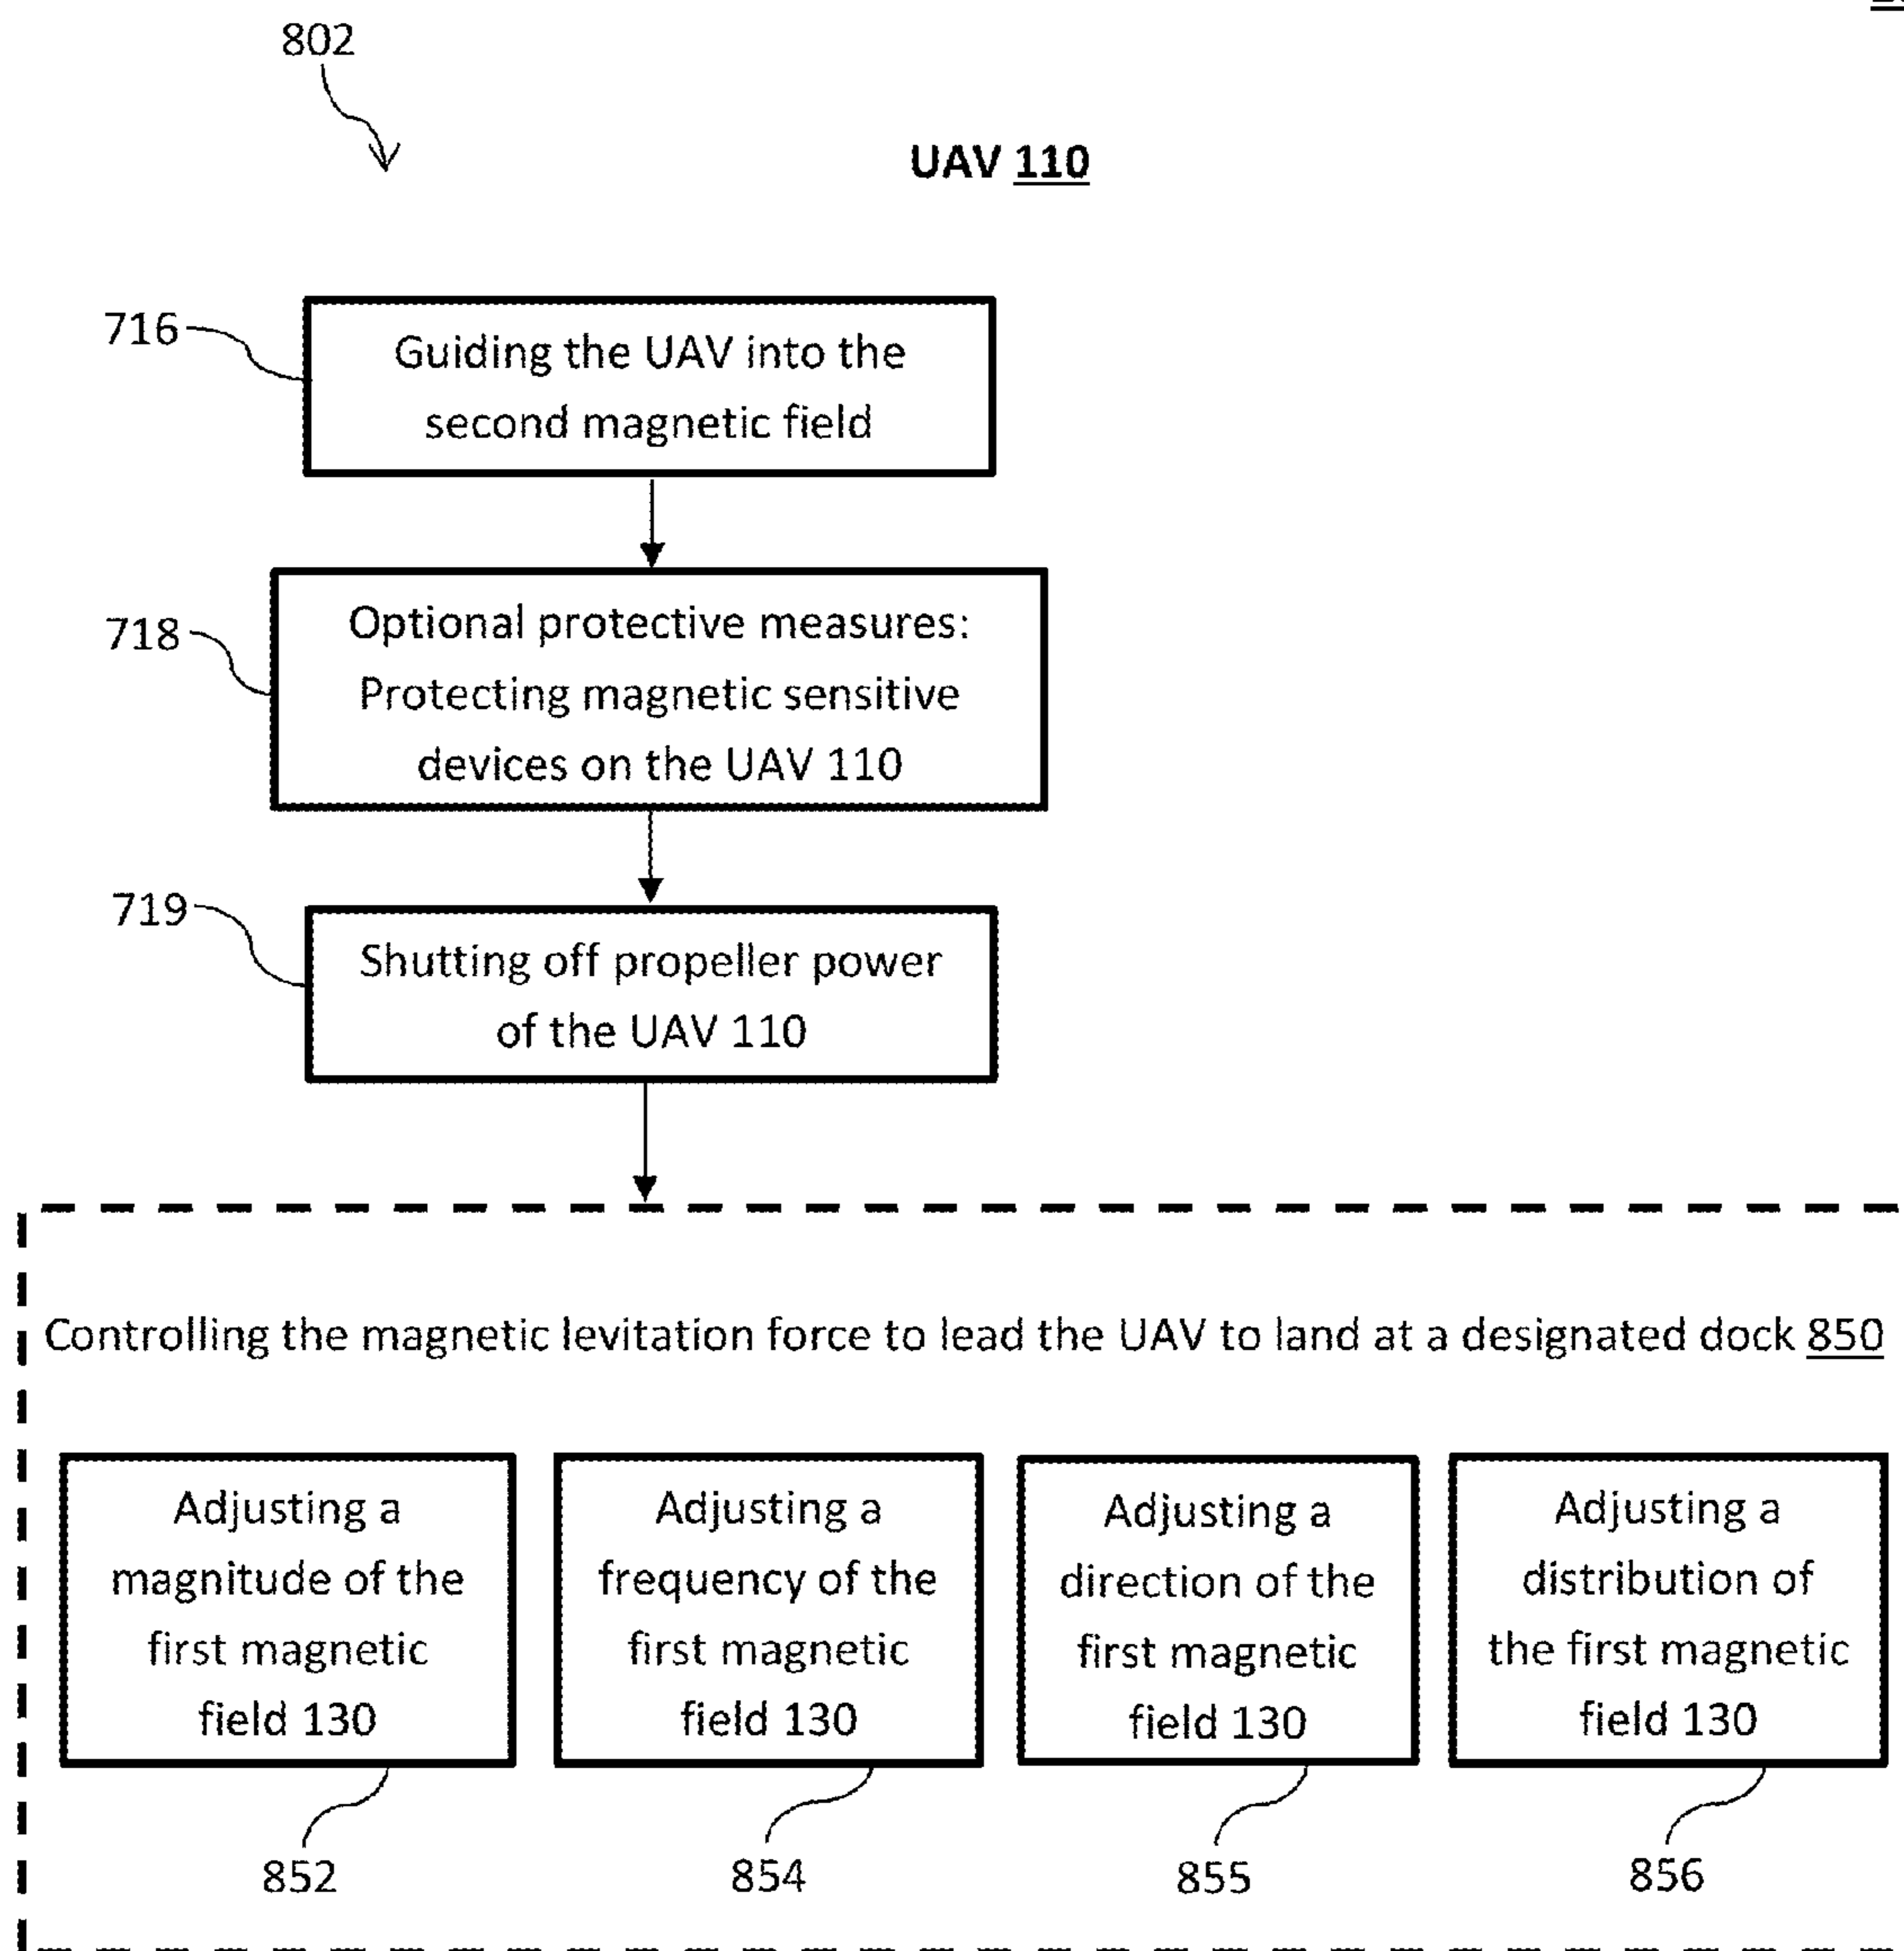 802
UAV 110
716
Guiding the UAV into the
second magnetic field
718
Optional protective measures:
Protecting magnetic sensitive
devices on the UAV 110
719
Shutting off propeller power
of the UAV 110
Controlling the magnetic levitation force to lead the UAV to land at a designated dock 850
Adjusting a
magnitude of the
first magnetic
field 130
Adjusting a
frequency of the
first magnetic
field 130
Adjusting a
direction of the
first magnetic
field 130
Adjusting a
distribution of
the first magnetic
field 130
852
854
855
856